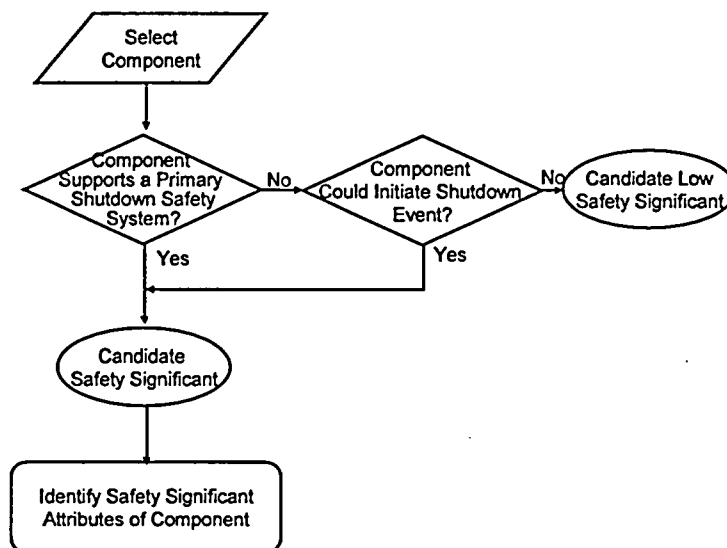 Select
Component
Component
Supports a Primary
Shutdown Safety
System?
No
Component
Could Initiate Shutdown
Event?
No
Candidate Low
Safety Significant
Yes
Yes
Candidate
Safety Significant
Identify Safety Significant
Attributes of Component